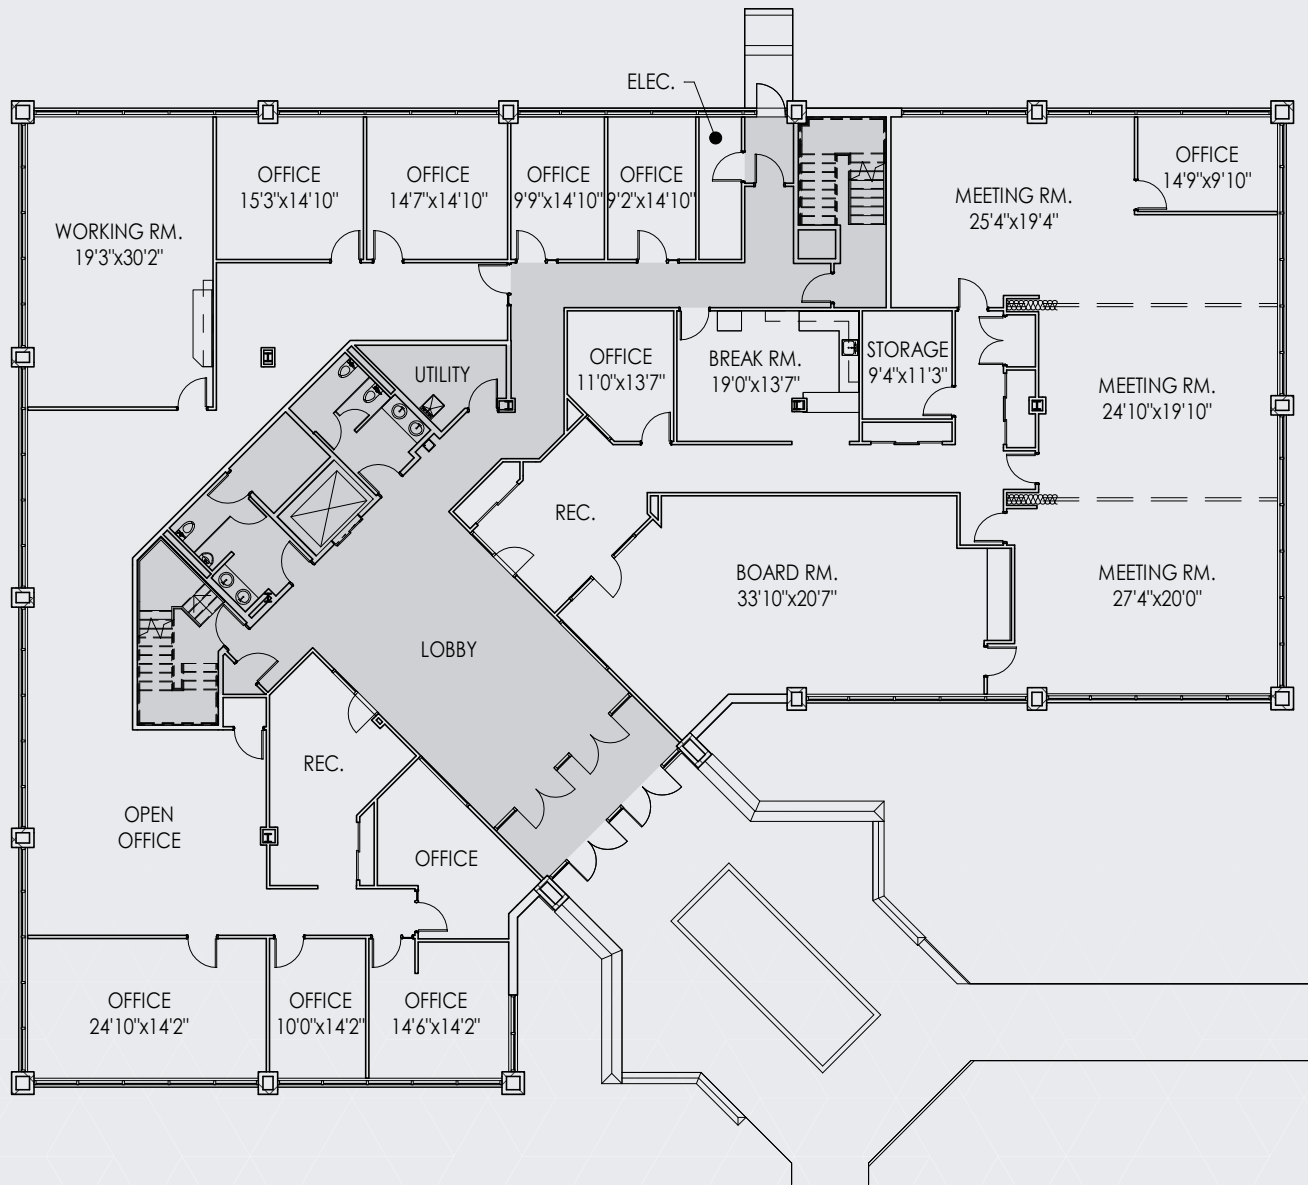 ELEC.
OFFICE
15'3"x14'10"
OFFICE
14'7"x14'10"
OFFICE
9'9"x14'10"
OFFICE
9'2"x14'10"
OFFICE
14'9"x9'10"
MEETING RM.
25'4"x19'4"
WORKING RM.
19'3"x30'2"
OFFICE
11'0"x13'7"
BREAK RM.
19'0"x13'7"
STORAGE
9'4"x11'3"
UTILITY
MEETING RM.
24'10"x19'10"
REC.
BOARD RM.
33'10"x20'7"
MEETING RM.
27'4"x20'0"
LOBBY
REC.
OPEN
OFFICE
OFFICE
OFFICE
24'10"x14'2"
OFFICE
10'0"x14'2"
OFFICE
14'6"x14'2"